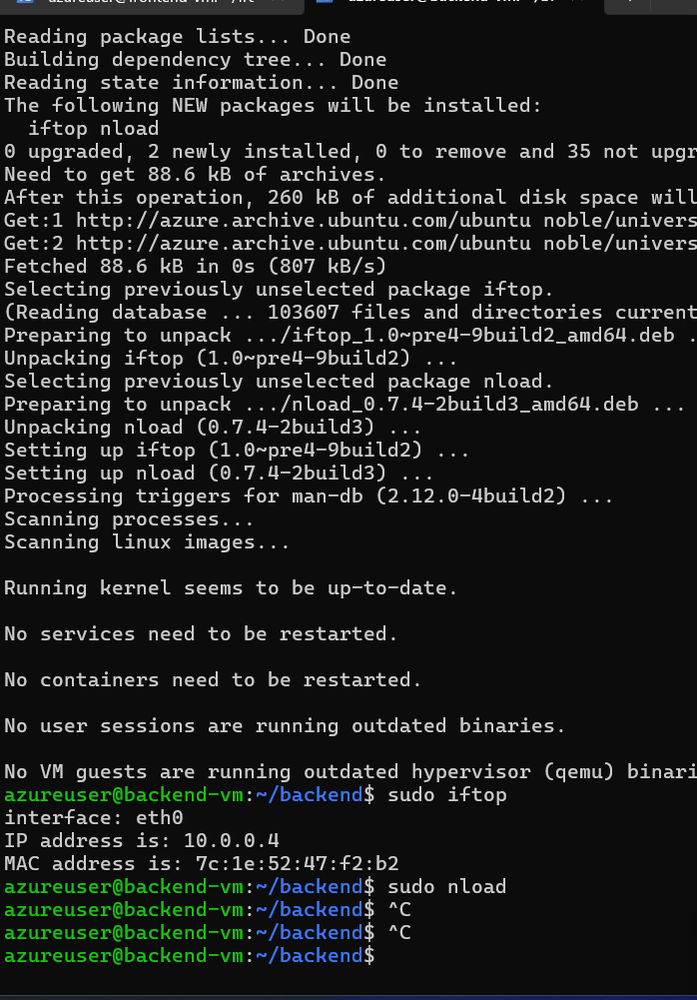 Reading package lists... Done
Building dependency tree... Done
Reading state information... Done
The following NEW packages will be installed:
  iftop nload
0 upgraded, 2 newly installed, 0 to remove and 35 not upgr
Need to get 88.6 kB of archives.
After this operation, 260 kB of additional disk space will
Get:1 http://azure.archive.ubuntu.com/ubuntu noble/univers
Get:2 http://azure.archive.ubuntu.com/ubuntu noble/univers
Fetched 88.6 kB in 0s (807 kB/s)
Selecting previously unselected package iftop.
(Reading database ... 103607 files and directories current
Preparing to unpack .../iftop_1.0~pre4-9build2_amd64.deb .
Unpacking iftop (1.0~pre4-9build2) ...
Selecting previously unselected package nload.
Preparing to unpack .../nload_0.7.4-2build3_amd64.deb ...
Unpacking nload (0.7.4-2build3) ...
Setting up iftop (1.0~pre4-9build2) ...
Setting up nload (0.7.4-2build3) ...
Processing triggers for man-db (2.12.0-4build2) ...
Scanning processes...
Scanning linux images...
Running kernel seems to be up-to-date.
No services need to be restarted.
No containers need to be restarted.
No user sessions are running outdated binaries.
No VM guests are running outdated hypervisor (qemu) binari
azureuser@backend-vm:~/backend$ sudo iftop
interface: eth0
IP address is: 10.0.0.4
MAC address is: 7c:1e:52:47:f2:b2
azureuser@backend-vm:~/backend$ sudo nload
azureuser@backend-vm:~/backend$ ^C
azureuser@backend-vm:~/backend$ ^C
azureuser@backend-vm:~/backend$